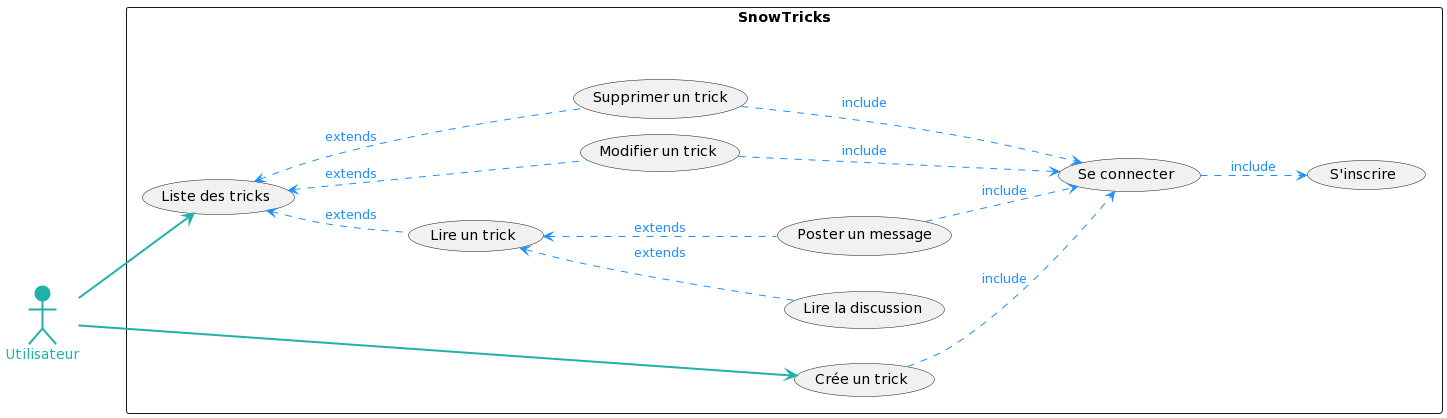 SnowTricks
Supprimer un trick
include
extends
Modifier un trick
include
extends
Liste des tricks
Se connecter
include
S'inscrire
include
extends
Lire un trick
extends
Poster un message
extends
include
Lire la discussion
Utilisateur
Crée un trick